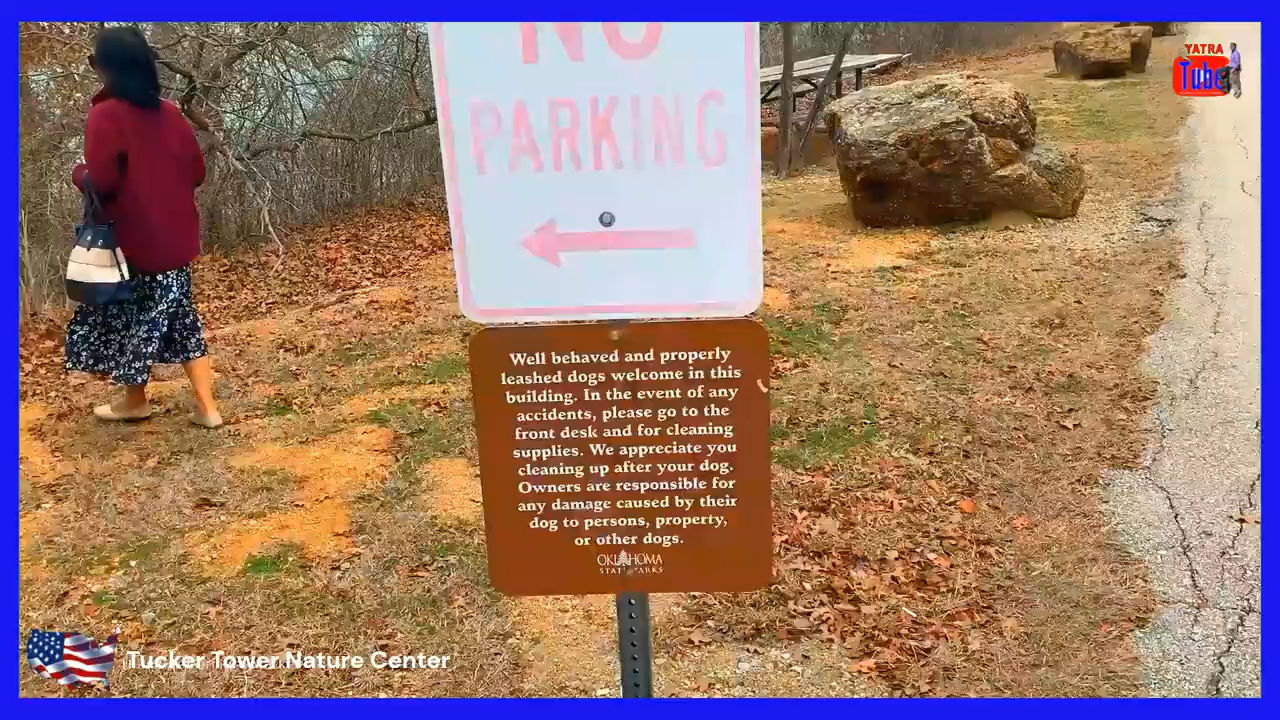 NO
PARKING
YATRA
Tube
Well behaved and properly
leashed dogs welcome in this
building. In the event of any
accidents, please go to the
front desk and for cleaning
supplies. We appreciate you
cleaning up after your dog.
Owners are responsible for
any damage caused by their
dog to persons, property,
or other dogs.
OKLAHOMA
STATE PARKS
Tucker Tower Nature Center